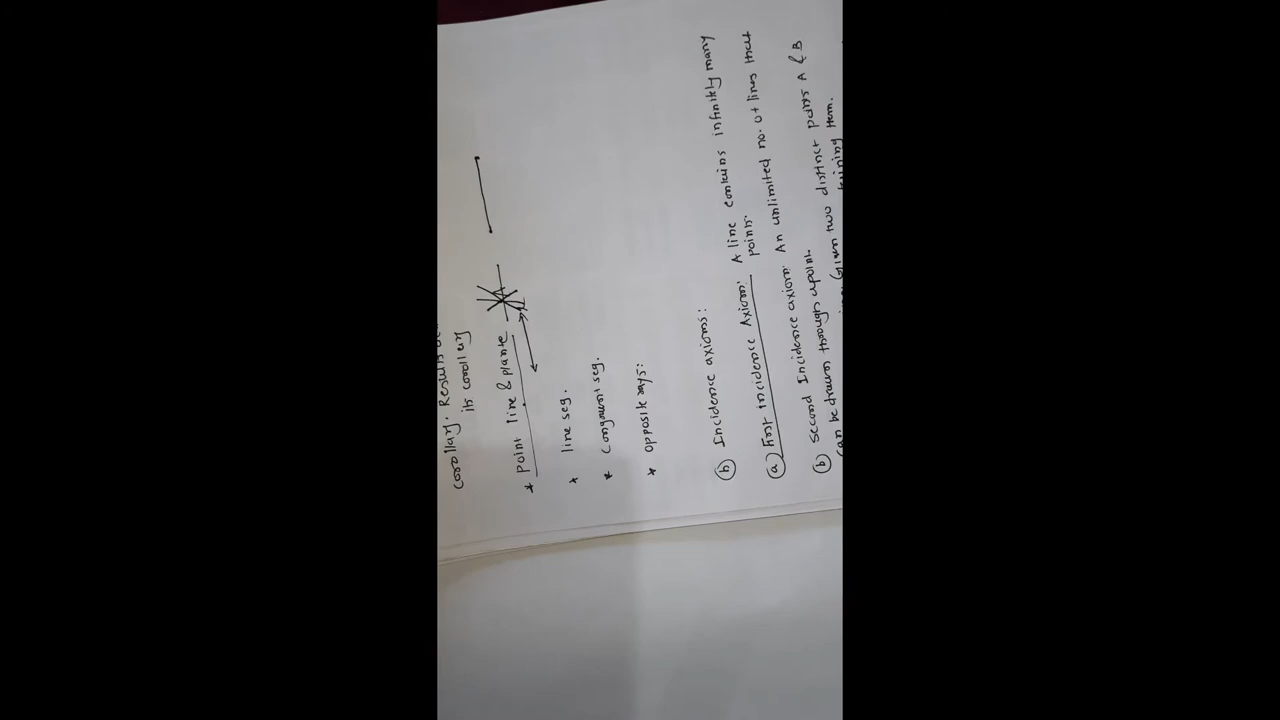 corollary. Results
its corollary
* point line & plante
* line seg.
* congruent seg.
* opposite rays:
(h) Incidence axioms:
(a) First incidence Axiom: A line contains infinitely many
points.
(b) Second Incidence axiom: An unlimited no. of lines that
can be drawn through a point.
Given two distinct points A & B
them.